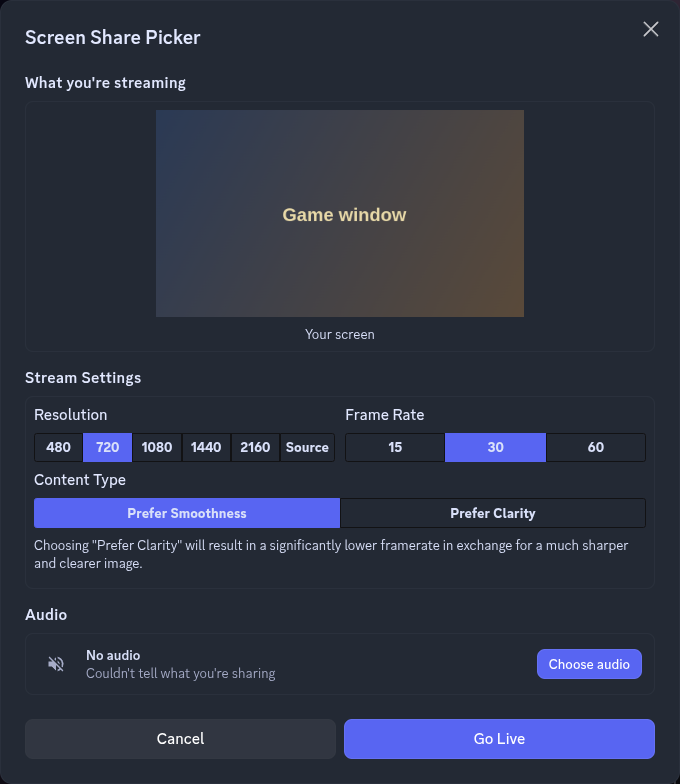 Screen Share Picker
What you're streaming
Game window
Your screen
Stream Settings
Resolution
Frame Rate
480 720 1080 1440 2160 Source
15 30 60
Content Type
Prefer Smoothness Prefer Clarity
Choosing "Prefer Clarity" will result in a significantly lower framerate in exchange for a much sharper
and clearer image.
Audio
No audio
Couldn't tell what you're sharing
Choose audio
Cancel
Go Live